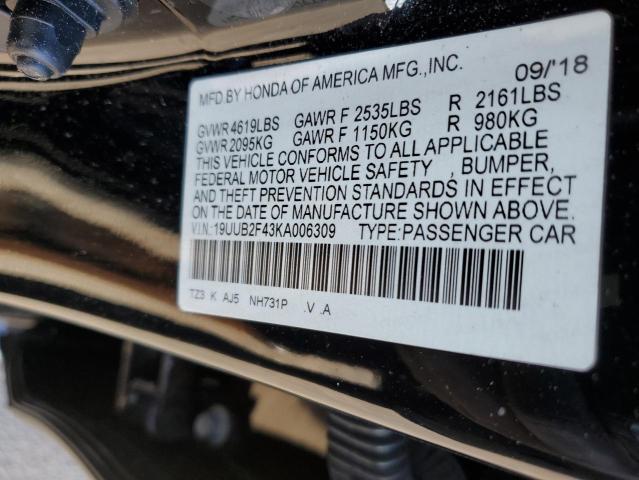 MFD.BY HONDA OF AMERICA MFG.,INC. 09/'18
GVWR 4619LBS GAWR F 2535LBS R 2161LBS
GVWR 2095KG GAWR F 1150KG R 980KG
THIS VEHICLE CONFORMS TO ALL APPLICABLE
FEDERAL MOTOR VEHICLE SAFETY , BUMPER,
AND THEFT PREVENTION STANDARDS IN EFFECT
ON THE DATE OF MANUFACTURE SHOWN ABOVE.
V.I.N.:19UUB2F43KA006309 TYPE:PASSENGER CAR
TZ3 K AJ5 NH731P .V .A